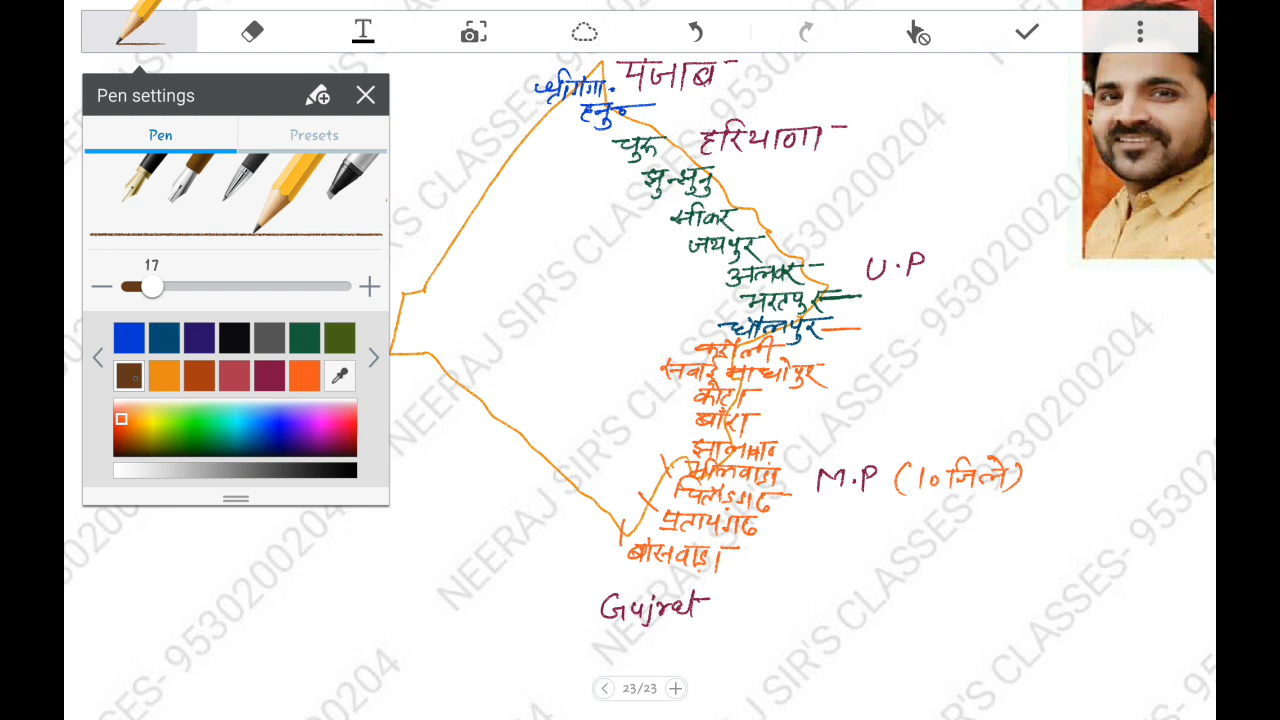 T
Pen settings
Pen
Presets
17
पंजाब
श्रीगंगा.
हनु॰
चुरू
हरियाणा
झुन्झुनु
सीकर
जयपुर
अलवर
U.P
भरतपुर
धौलपुर
करौली
सवाई माधोपुर
कोटा
बाँरा
झालावाड़
भीलवाड़ा
M.P (10 जिले)
चितौड़गढ
प्रतापगढ
बाँसवाड़ा
Gujrat
23/23
NEERAJ SIR'S CLASSES- 9530200204